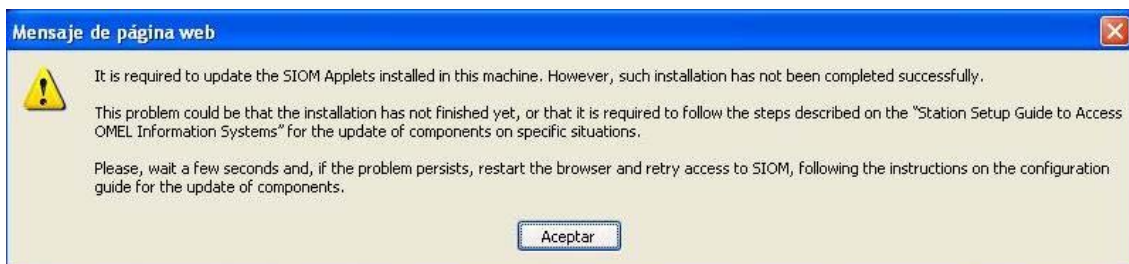 Mensaje de página web
It is required to update the SIOM Applets installed in this machine. However, such installation has not been completed successfully.
This problem could be that the installation has not finished yet, or that it is required to follow the steps described on the "Station Setup Guide to Access
OMEL Information Systems" for the update of components on specific situations.
Please, wait a few seconds and, if the problem persists, restart the browser and retry access to SIOM, following the instructions on the configuration
guide for the update of components.
Aceptar